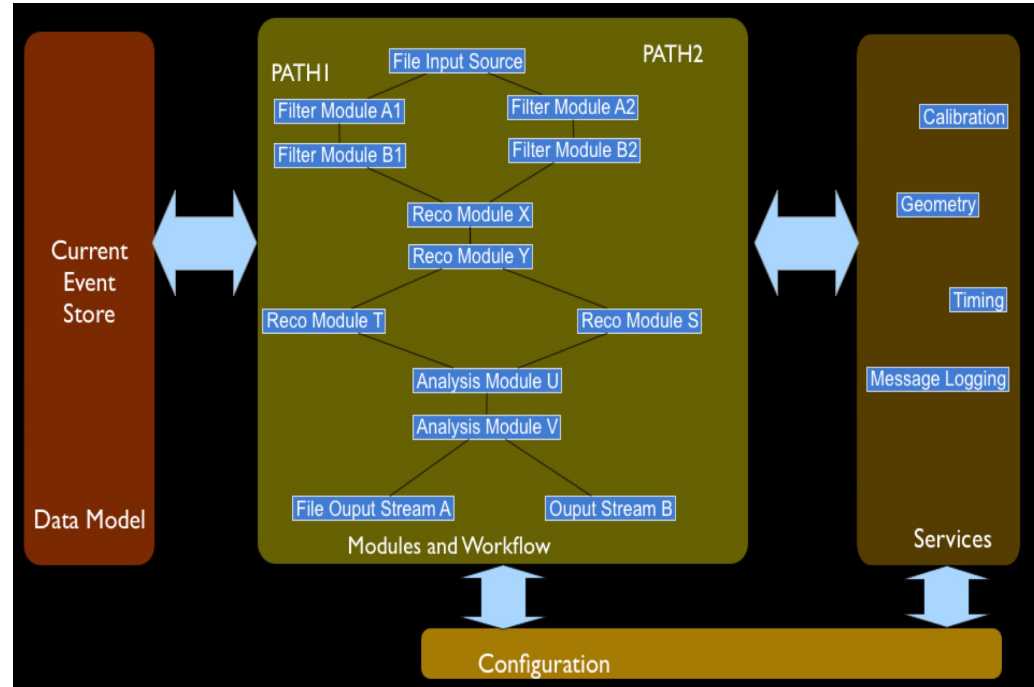 Current
Event
Store
Data Model
PATH1
PATH2
File Input Source
Filter Module A1
Filter Module A2
Filter Module B1
Filter Module B2
Reco Module X
Reco Module Y
Reco Module T
Reco Module S
Analysis Module U
Analysis Module V
File Ouput Stream A
Ouput Stream B
Modules and Workflow
Calibration
Geometry
Timing
Message Logging
Services
Configuration